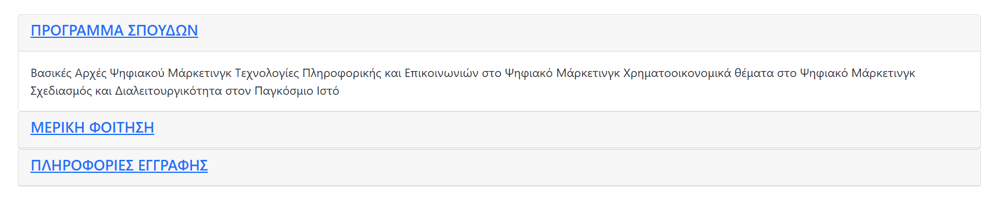 ΠΡΟΓΡΑΜΜΑ ΣΠΟΥΔΩΝ
Βασικές Αρχές Ψηφιακού Μάρκετινγκ Τεχνολογίες Πληροφορικής και Επικοινωνιών στο Ψηφιακό Μάρκετινγκ Χρηματοοικονομικά θέματα στο Ψηφιακό Μάρκετινγκ
Σχεδιασμός και Διαλειτουργικότητα στον Παγκόσμιο Ιστό
ΜΕΡΙΚΗ ΦΟΙΤΗΣΗ
ΠΛΗΡΟΦΟΡΙΕΣ ΕΓΓΡΑΦΗΣ